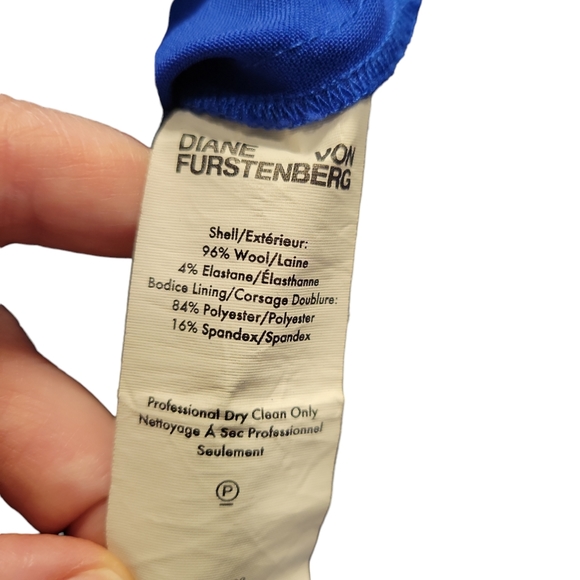 DIANE VON
FURSTENBERG
Shell/Extérieur:
96% Wool/Laine
4% Elastane/Élasthanne
Bodice Lining/Corsage Doublure:
84% Polyester/Polyester
16% Spandex/Spandex
Professional Dry Clean Only
Nettoyage À Sec Professionnel
Seulement
P